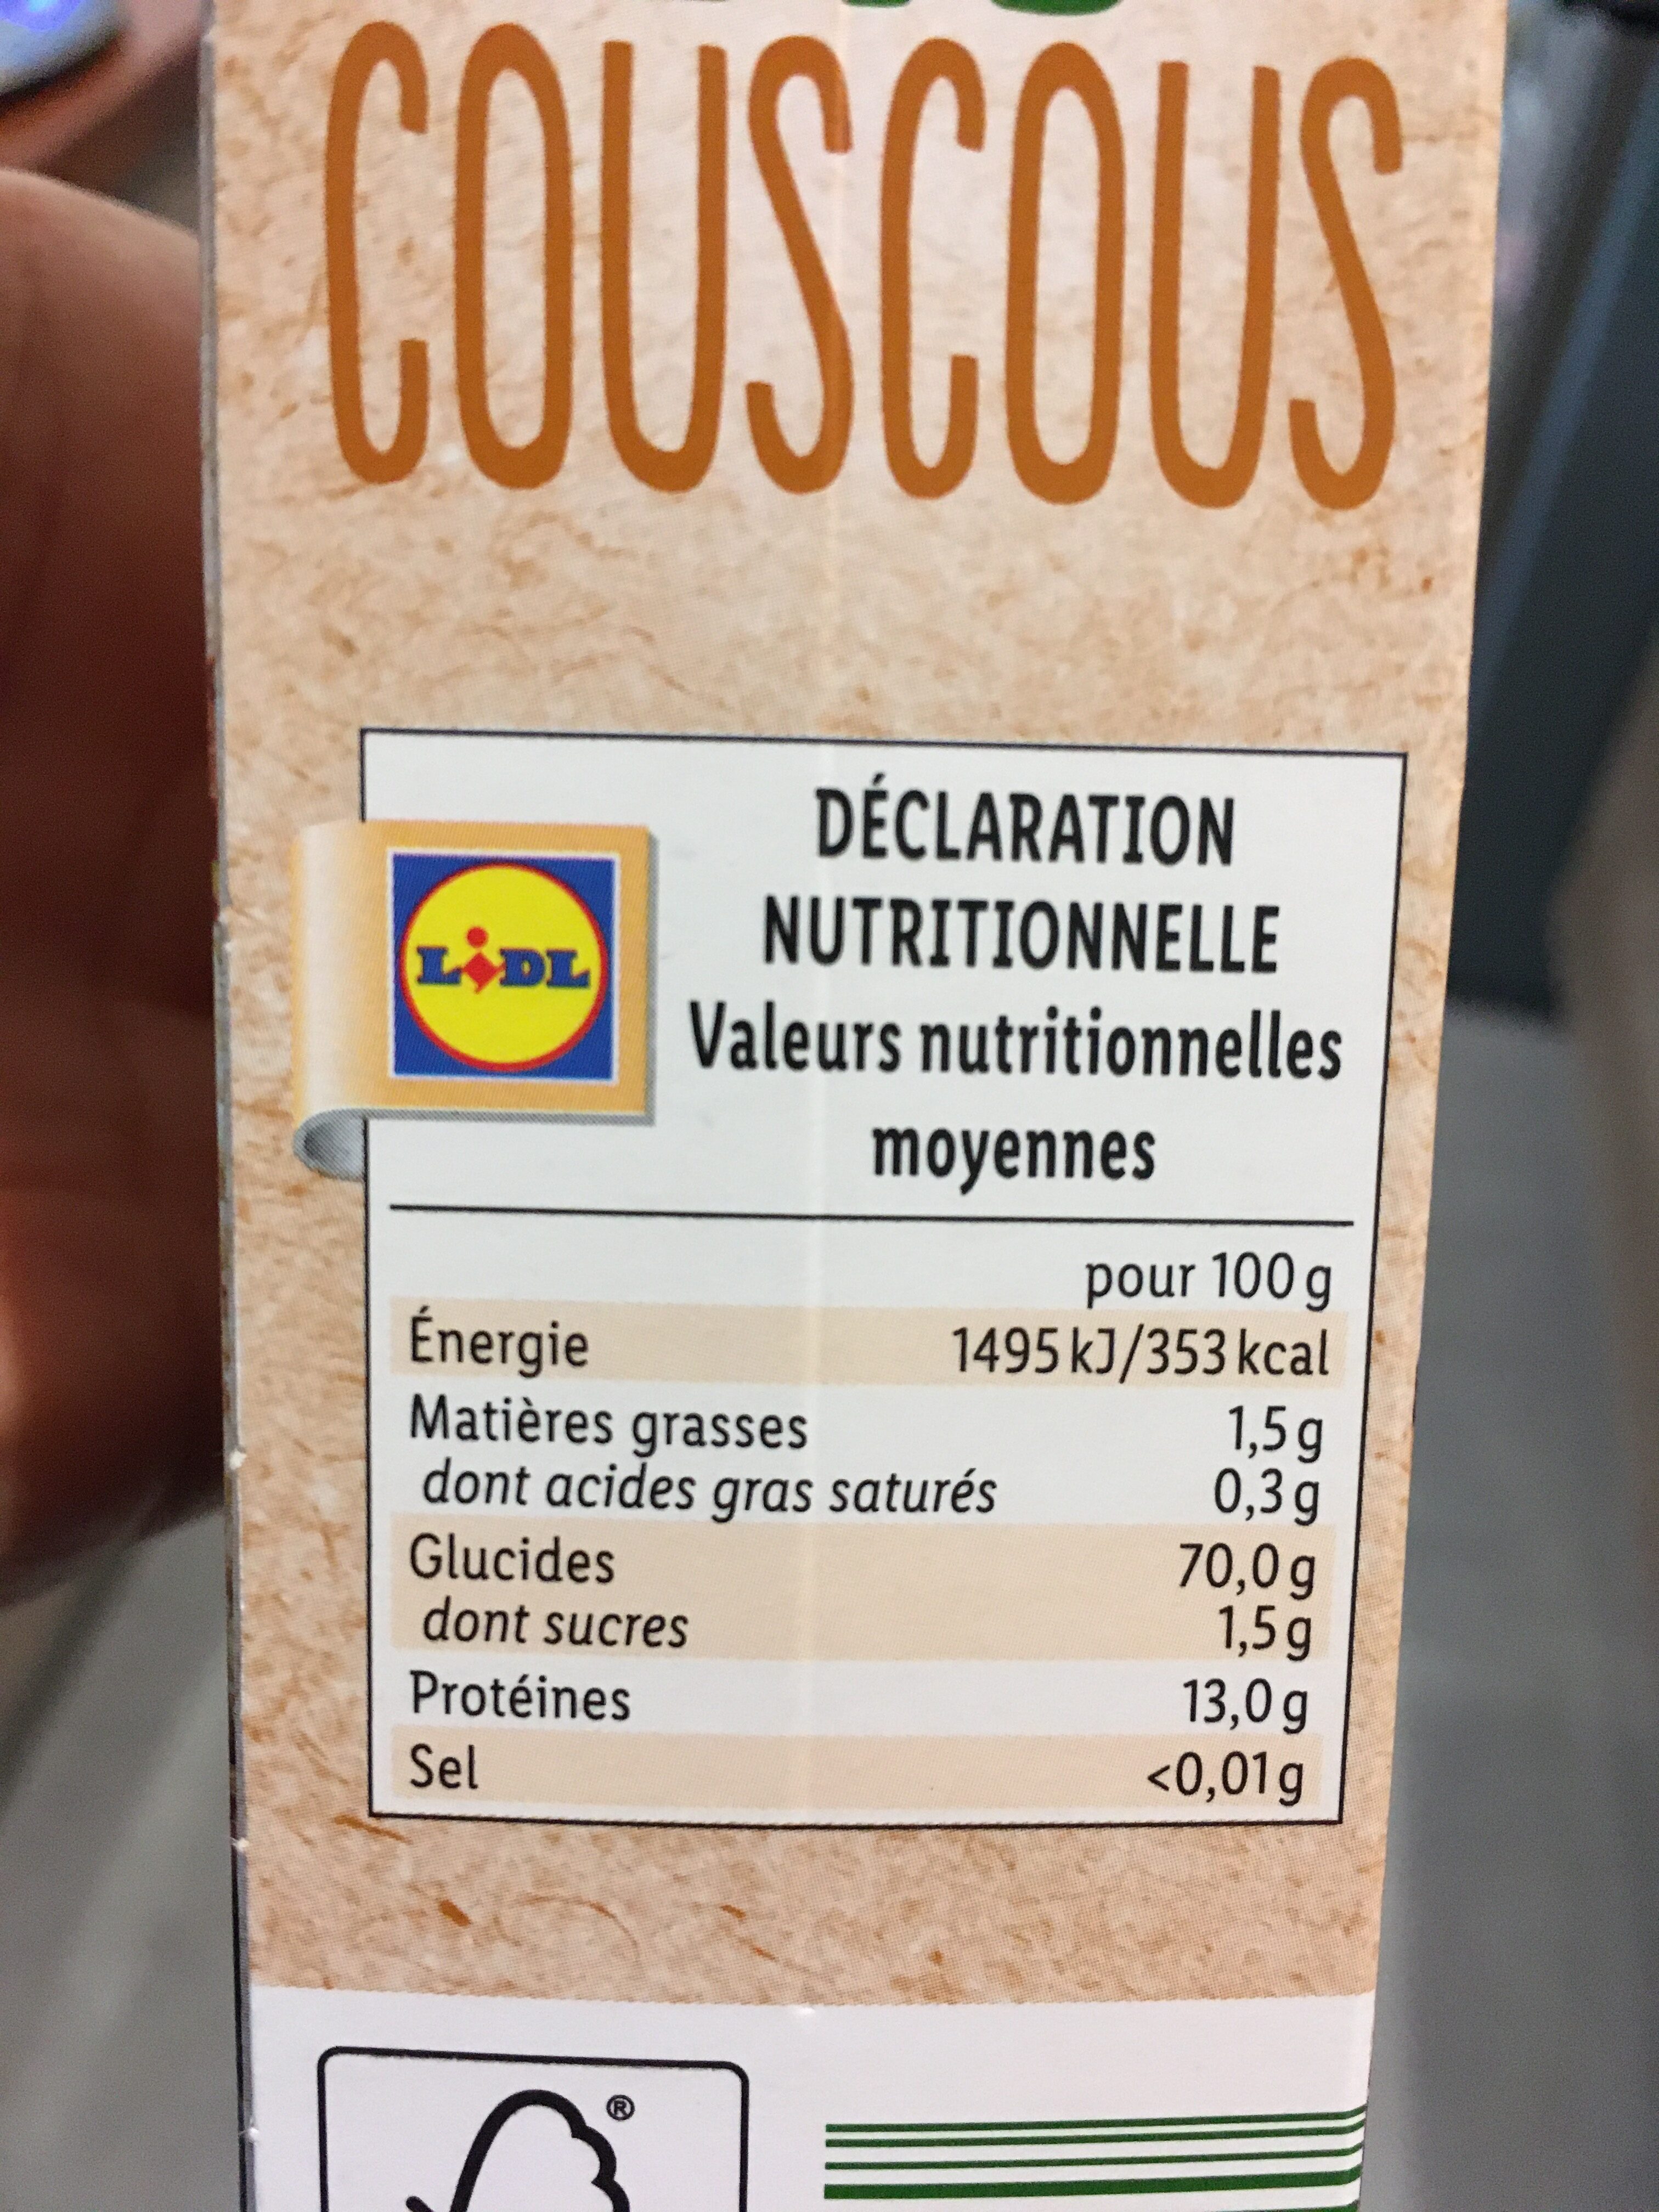 COUSCOUS
LIDL
DÉCLARATION
NUTRITIONNELLE
Valeurs nutritionnelles
moyennes
pour 100 g
Énergie 1495 kJ/353 kcal
Matières grasses 1,5 g
dont acides gras saturés 0,3 g
Glucides 70,0 g
dont sucres 1,5 g
Protéines 13,0 g
Sel <0,01 g
®